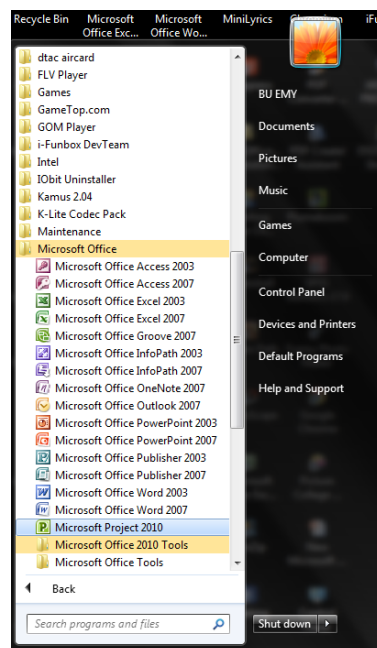 Recycle Bin
Microsoft Office Exc...
Microsoft Office Wo...
MiniLyrics
dtac aircard
FLV Player
Games
GameTop.com
GOM Player
i-Funbox DevTeam
Intel
IObit Uninstaller
Kamus 2.04
K-Lite Codec Pack
Maintenance
Microsoft Office
Microsoft Office Access 2003
Microsoft Office Access 2007
Microsoft Office Excel 2003
Microsoft Office Excel 2007
Microsoft Office Groove 2007
Microsoft Office InfoPath 2003
Microsoft Office InfoPath 2007
Microsoft Office OneNote 2007
Microsoft Office Outlook 2007
Microsoft Office PowerPoint 2003
Microsoft Office PowerPoint 2007
Microsoft Office Publisher 2003
Microsoft Office Publisher 2007
Microsoft Office Word 2003
Microsoft Office Word 2007
Microsoft Project 2010
Microsoft Office 2010 Tools
Microsoft Office Tools
Back
Search programs and files
BU EMY
Documents
Pictures
Music
Games
Computer
Control Panel
Devices and Printers
Default Programs
Help and Support
Shut down